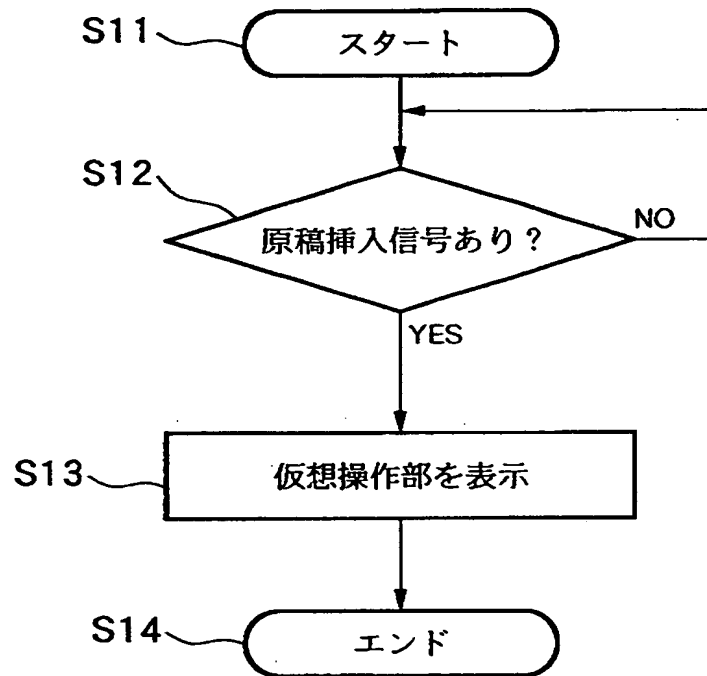 S11
スタート
S12
原稿挿入信号あり？
NO
YES
S13
仮想操作部を表示
S14
エンド